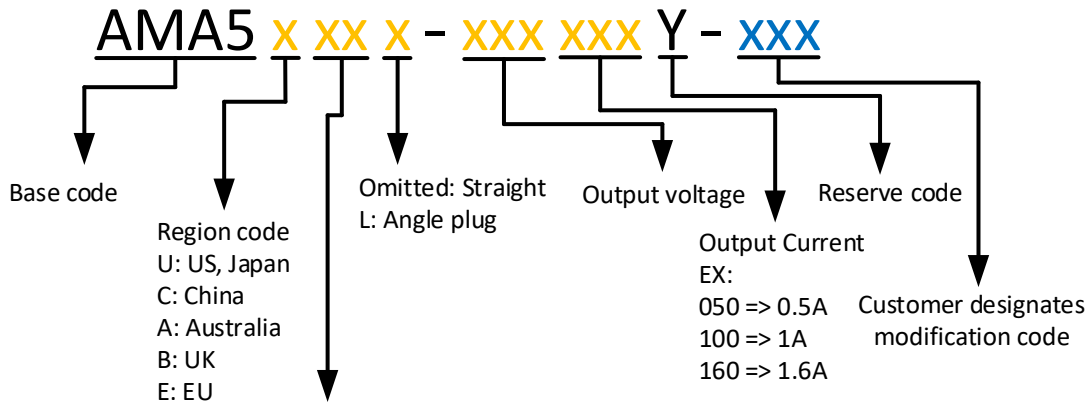 AMA5 x xx x - xxx xxx Y - xxx
Base code
Region code
U: US, Japan
C: China
A: Australia
B: UK
E: EU
Omitted: Straight
L: Angle plug
Output voltage
Output Current
EX:
050 => 0.5A
100 => 1A
160 => 1.6A
Reserve code
Customer designates
modification code